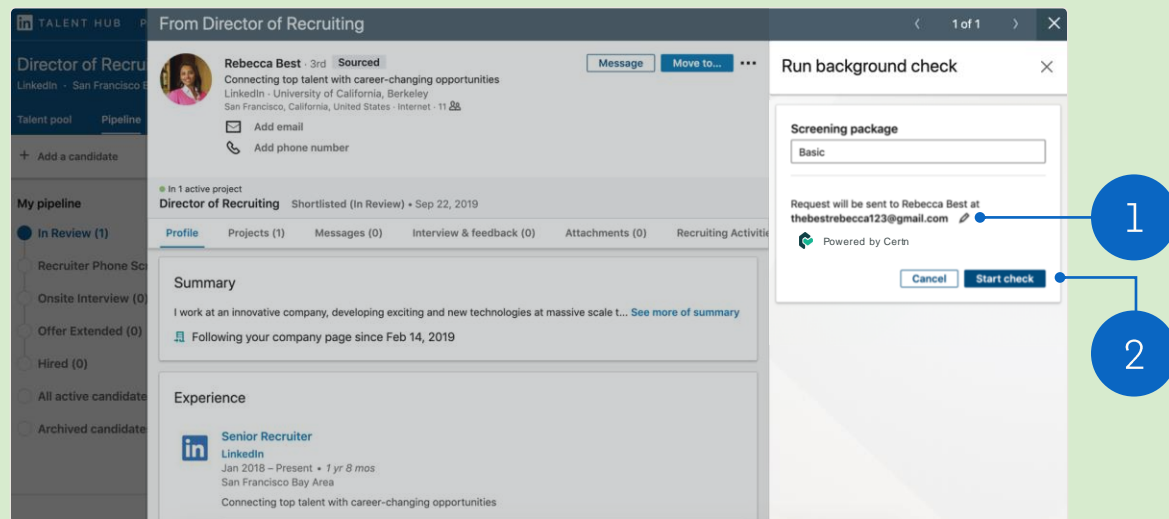 in TALENT HUB P
From Director of Recruiting
1 of 1
Director of Recru
LinkedIn · San Francisco B
Talent pool Pipeline
+ Add a candidate
My pipeline
In Review (1)
Recruiter Phone Scr
Onsite Interview (0)
Offer Extended (0)
Hired (0)
All active candidate
Archived candidate
Rebecca Best · 3rd Sourced
Connecting top talent with career-changing opportunities
LinkedIn · University of California, Berkeley
San Francisco, California, United States · Internet · 11
Add email
Add phone number
Message Move to... •••
In 1 active project
Director of Recruiting Shortlisted (In Review) • Sep 22, 2019
Profile Projects (1) Messages (0) Interview & feedback (0) Attachments (0) Recruiting Activitie
Summary
I work at an innovative company, developing exciting and new technologies at massive scale t... See more of summary
Following your company page since Feb 14, 2019
Experience
in
Senior Recruiter
LinkedIn
Jan 2018 – Present • 1 yr 8 mos
San Francisco Bay Area
Connecting top talent with career-changing opportunities
Run background check
Screening package
Basic
Request will be sent to Rebecca Best at
thebestrebecca123@gmail.com
Powered by Certn
Cancel Start check
1
2